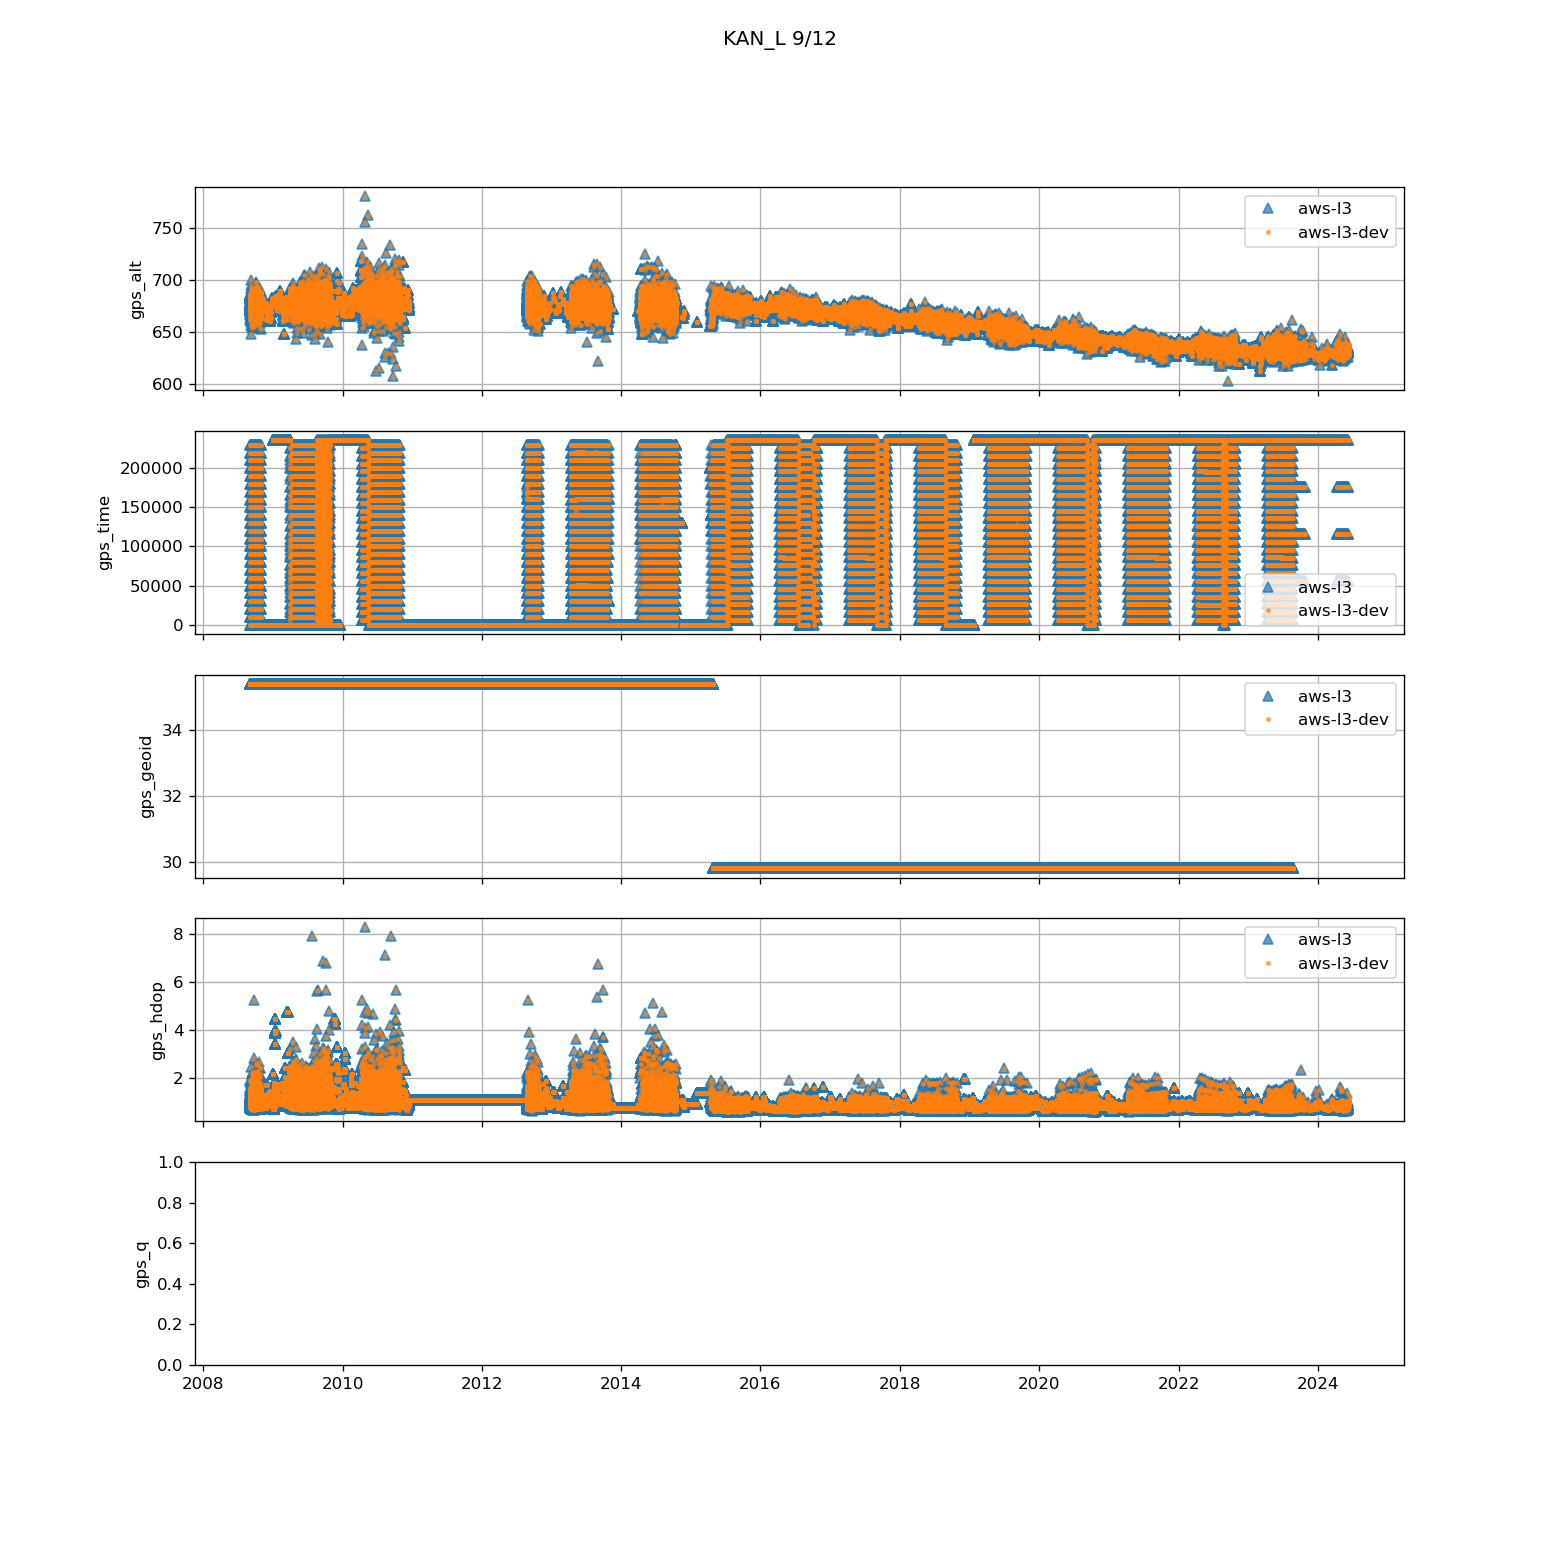 KAN_L 9/12
gps_alt
750
700
650
600
aws-l3
aws-l3-dev
gps_time
200000
150000
100000
50000
0
aws-l3
aws-l3-dev
gps_geoid
34
32
30
aws-l3
aws-l3-dev
gps_hdop
8
6
4
2
aws-l3
aws-l3-dev
gps_q
1.0
0.8
0.6
0.4
0.2
0.0
2008 2010 2012 2014 2016 2018 2020 2022 2024